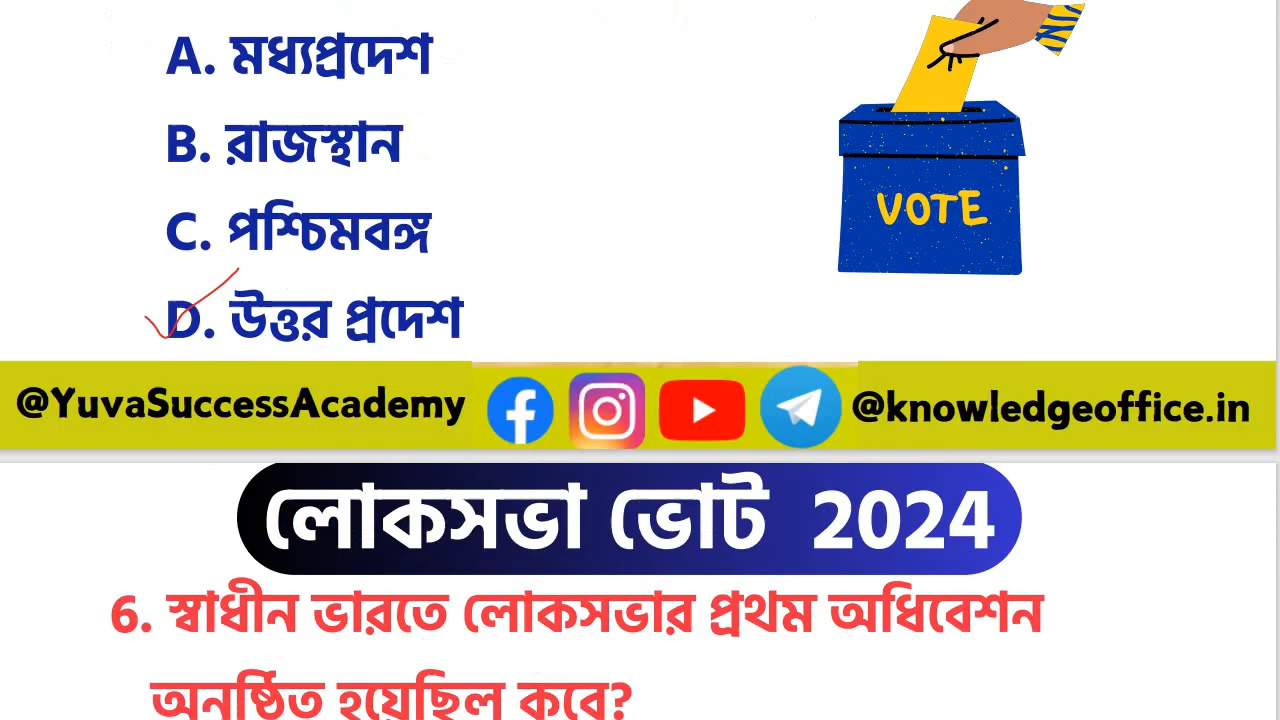 A. মধ্যপ্রদেশ
B. রাজস্থান
C. পশ্চিমবঙ্গ
D. উত্তর প্রদেশ
VOTE
@YuvaSuccessAcademy @knowledgeoffice.in
লোকসভা ভোট 2024
6. স্বাধীন ভারতে লোকসভার প্রথম অধিবেশন
অনুষ্ঠিত হয়েছিল কবে?